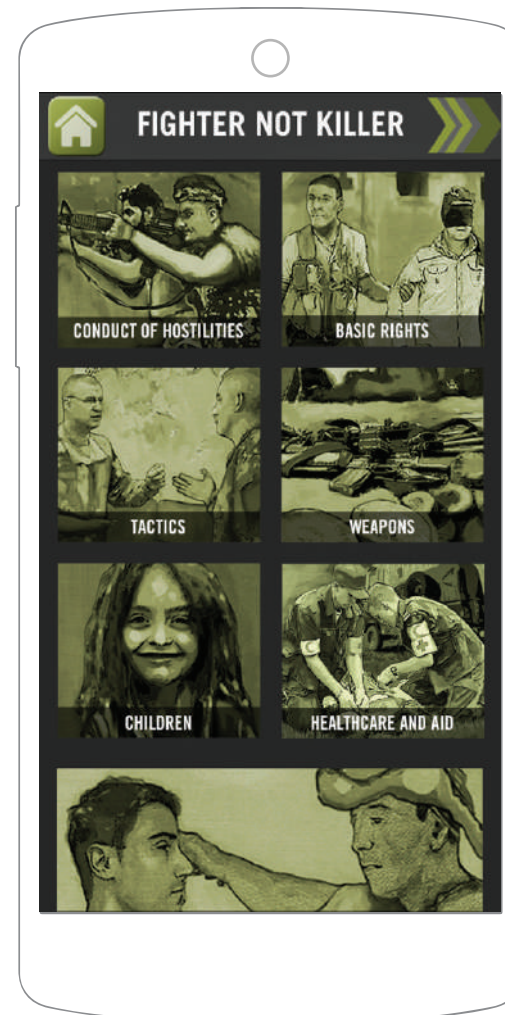 FIGHTER NOT KILLER
CONDUCT OF HOSTILITIES
BASIC RIGHTS
TACTICS
WEAPONS
CHILDREN
HEALTHCARE AND AID